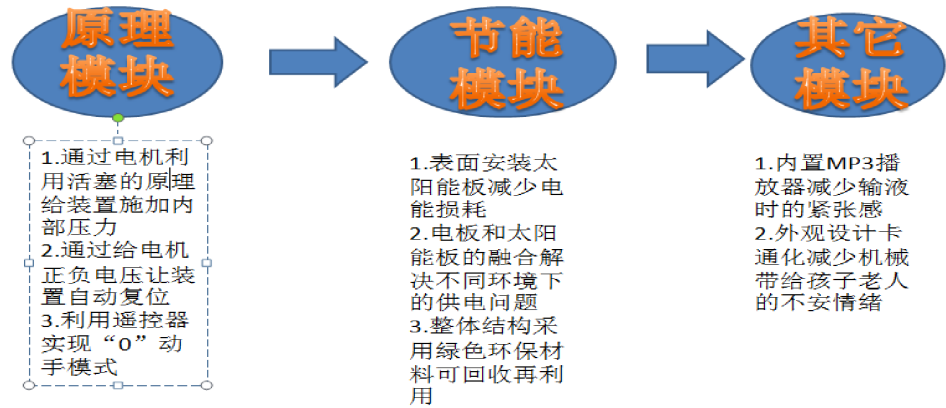 原理
模块
1.通过电机利
用活塞的原理
给装置施加内
部压力
2.通过给电机
正负电压让装
置自动复位
3.利用遥控器
实现“0”动
手模式
节能
模块
1.表面安装太
阳能板减少电
能损耗
2.电板和太阳
能板的融合解
决不同环境下
的供电问题
3.整体结构采
用绿色环保材
料可回收再利
用
其它
模块
1.内置MP3播
放器减少输液
时的紧张感
2.外观设计卡
通化减少机械
带给孩子老人
的不安情绪